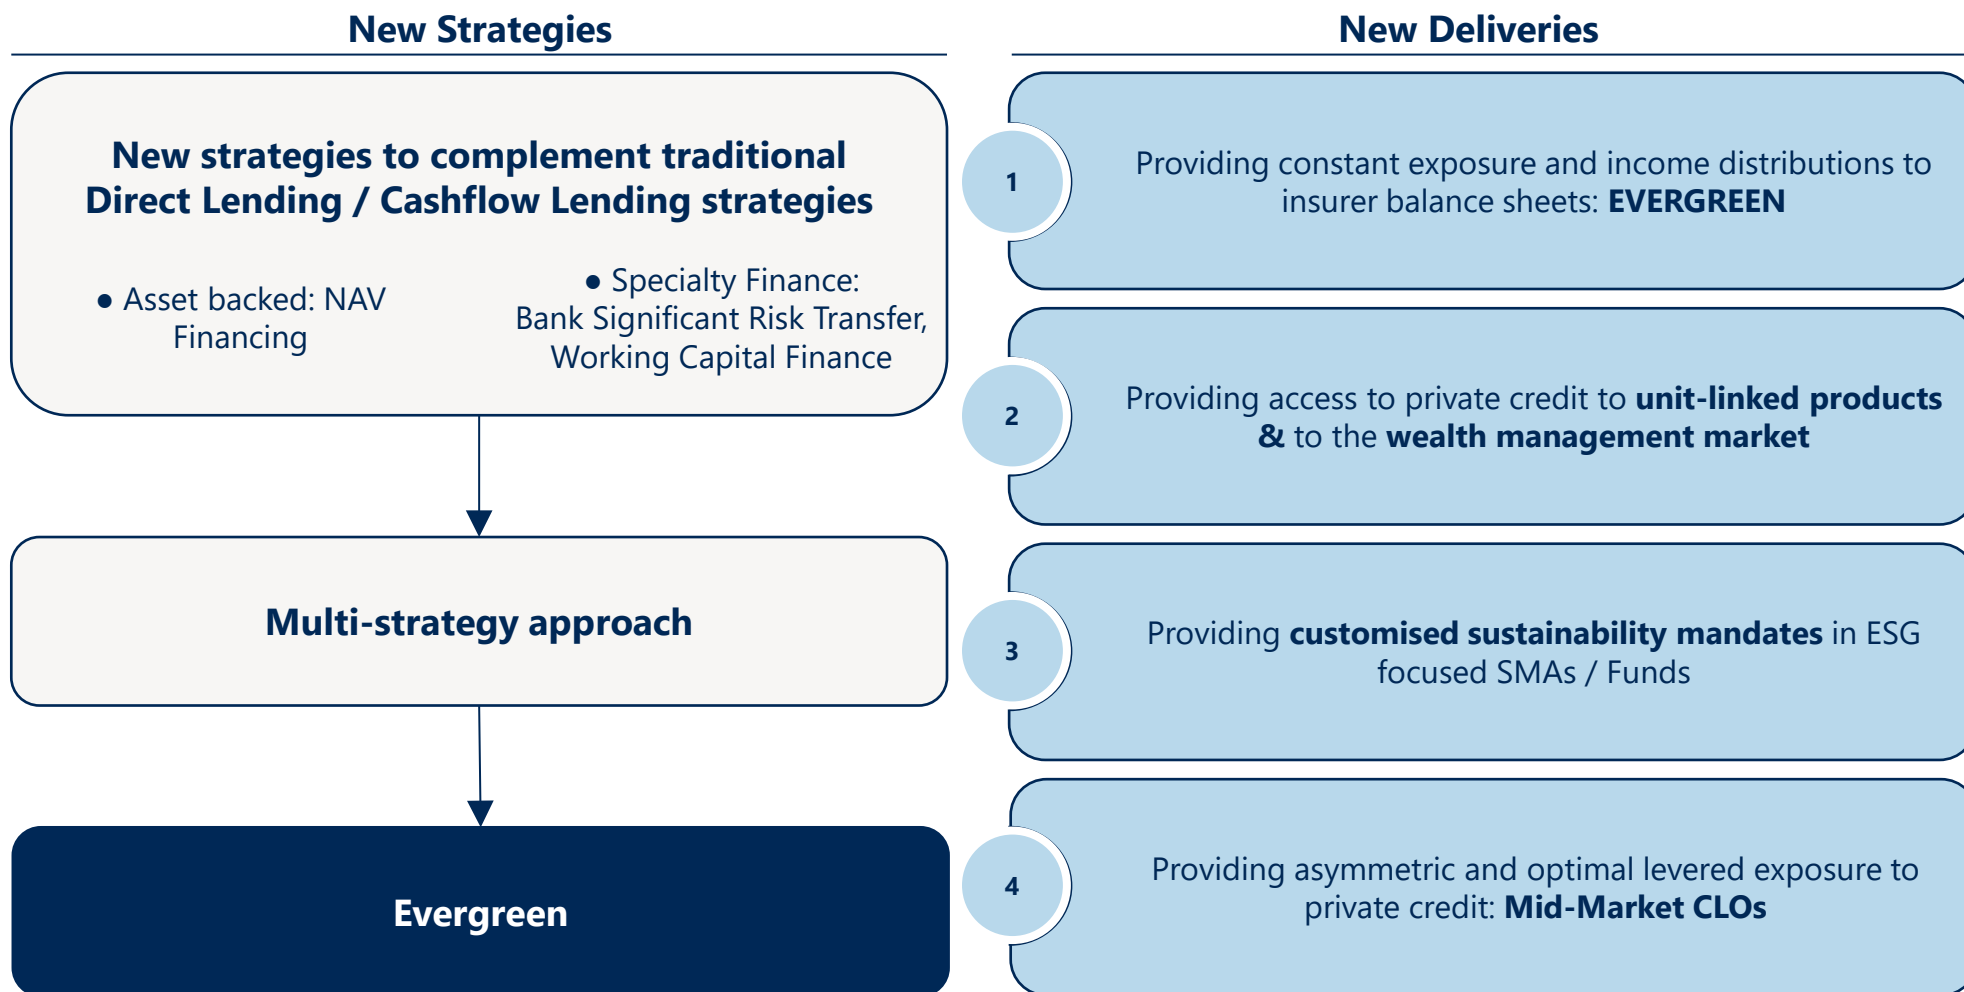 New Strategies
New strategies to complement traditional
Direct Lending / Cashflow Lending strategies
● Asset backed: NAV
Financing
● Specialty Finance:
Bank Significant Risk Transfer,
Working Capital Finance
Multi-strategy approach
Evergreen
New Deliveries
1
Providing constant exposure and income distributions to
insurer balance sheets: EVERGREEN
2
Providing access to private credit to unit-linked products
& to the wealth management market
3
Providing customised sustainability mandates in ESG
focused SMAs / Funds
4
Providing asymmetric and optimal levered exposure to
private credit: Mid-Market CLOs